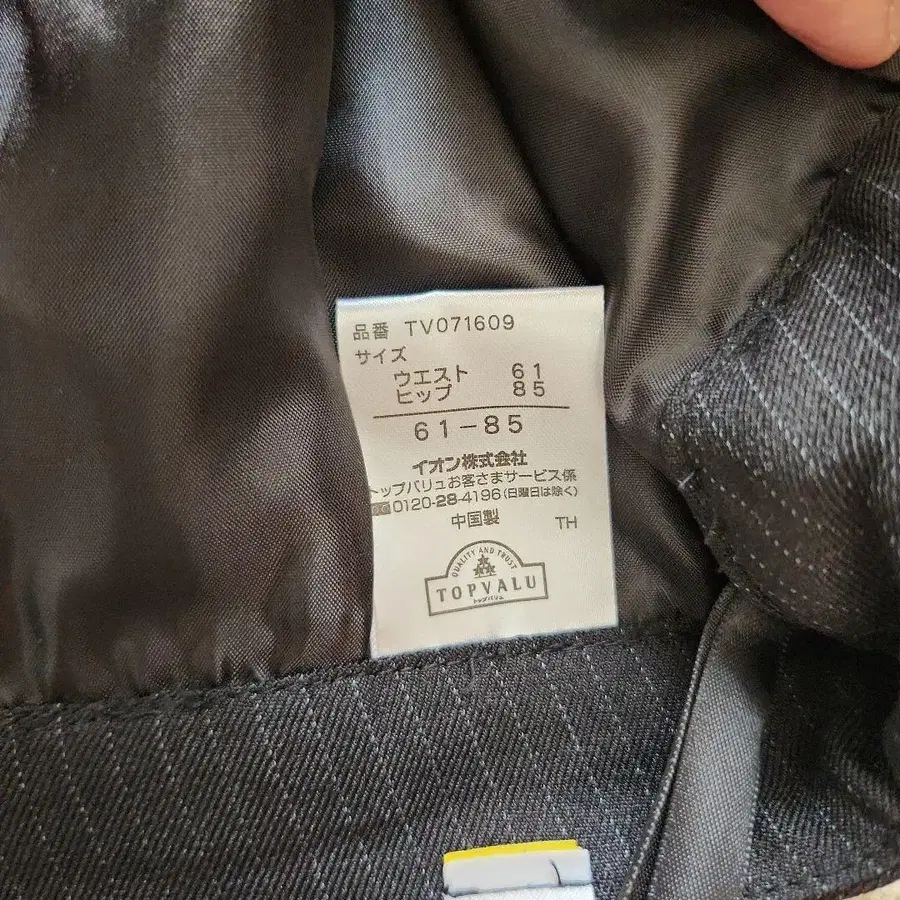 品番 TV071609
サイズ
ウエスト 61
ヒップ 85
61-85
イオン株式会社
トップバリュお客さまサービス係
0120-28-4196(日曜日は除く)
中国製 TH
QUALITY AND TRUST
TOPVALU
トップバリュ